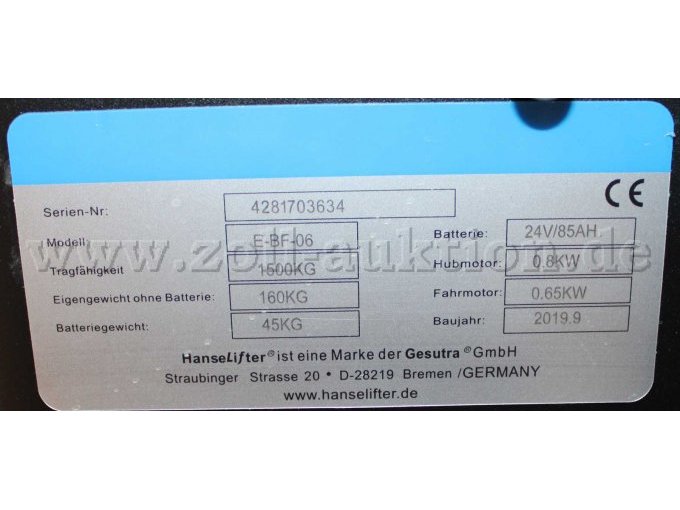 Serien-Nr: 4281703634
Modell E-BF-06
Tragfähigkeit 1500KG
Eigengewicht ohne Batterie: 160KG
Batteriegewicht: 45KG
CE
Batterie: 24V/85AH
Hubmotor: 0.8KW
Fahrmotor: 0.65KW
Baujahr: 2019.9
HanseLifter® ist eine Marke der Gesutra® GmbH
Straubinger Strasse 20 • D-28219 Bremen /GERMANY
www.hanselifter.de
www.zoll-auktion.de